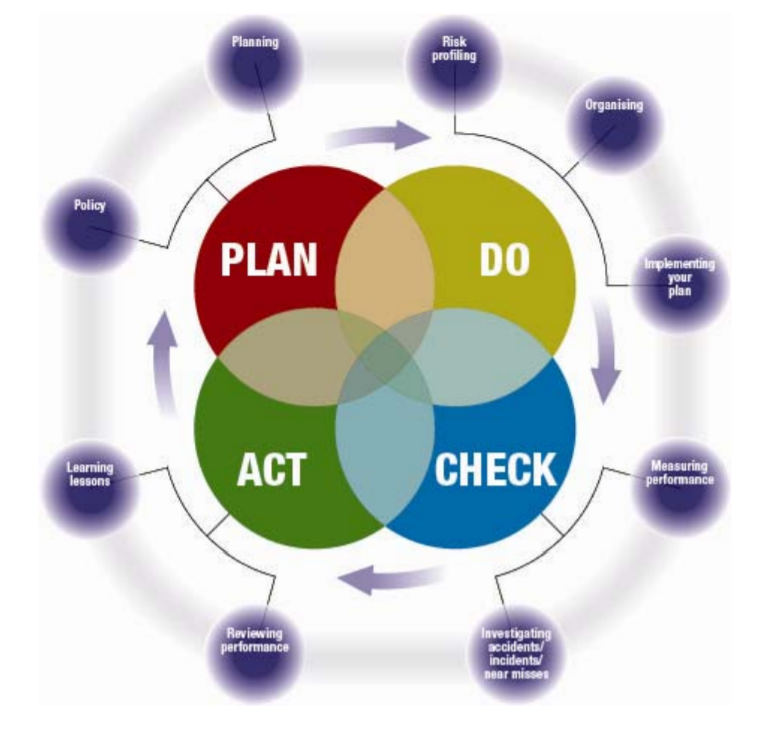 Planning
Risk
profiling
Organising
Policy
PLAN
DO
Implementing
your
plan
ACT
CHECK
Learning
lessons
Measuring
performance
Reviewing
performance
Investigating
accidents/
incidents/
near misses